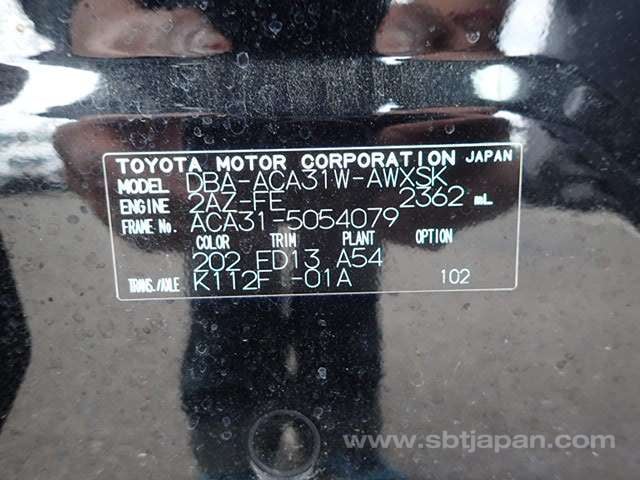 TOYOTA MOTOR CORPORATION JAPAN
MODEL DBA-ACA31W-AWXSK
ENGINE 2AZ-FE 2362 mL
FRAME No. ACA31-5054079
COLOR TRIM PLANT OPTION
202 FD13 A54
TRANS./AXLE K112F -01A 102
www.sbtjapan.com